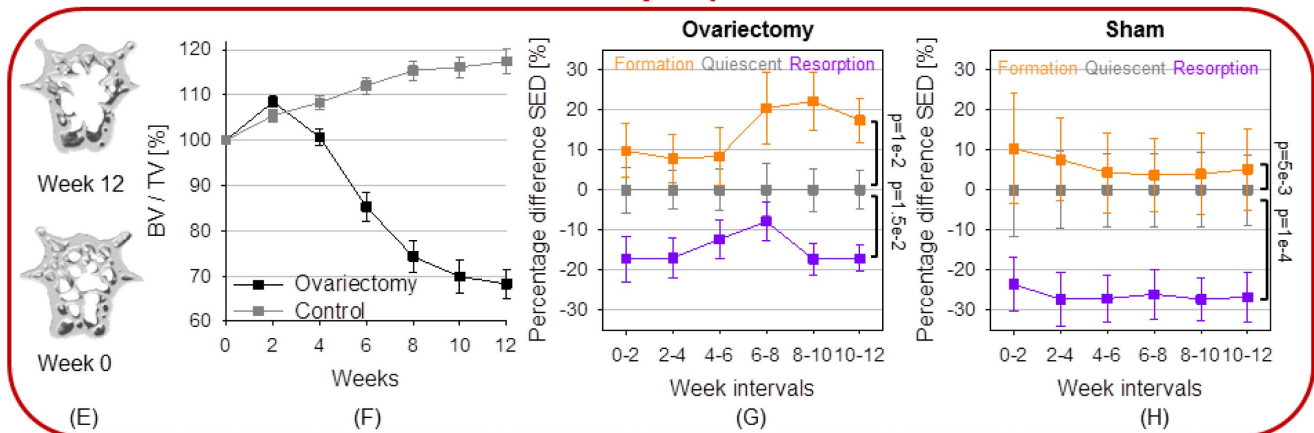 Week 12
Week 0
(E)
BV / TV [%]
120
110
100
90
80
70
60
Ovariectomy
Control
0 2 4 6 8 10 12
Weeks
(F)
Ovariectomy
Percentage difference SED [%]
Formation Quiescent Resorption
30
20
10
0
-10
-20
-30
p=1e-2
p=1.5e-2
0-2 2-4 4-6 6-8 8-10 10-12
Week intervals
(G)
Sham
Percentage difference SED [%]
Formation Quiescent Resorption
30
20
10
0
-10
-20
-30
p=5e-3
p=1e-4
0-2 2-4 4-6 6-8 8-10 10-12
Week intervals
(H)